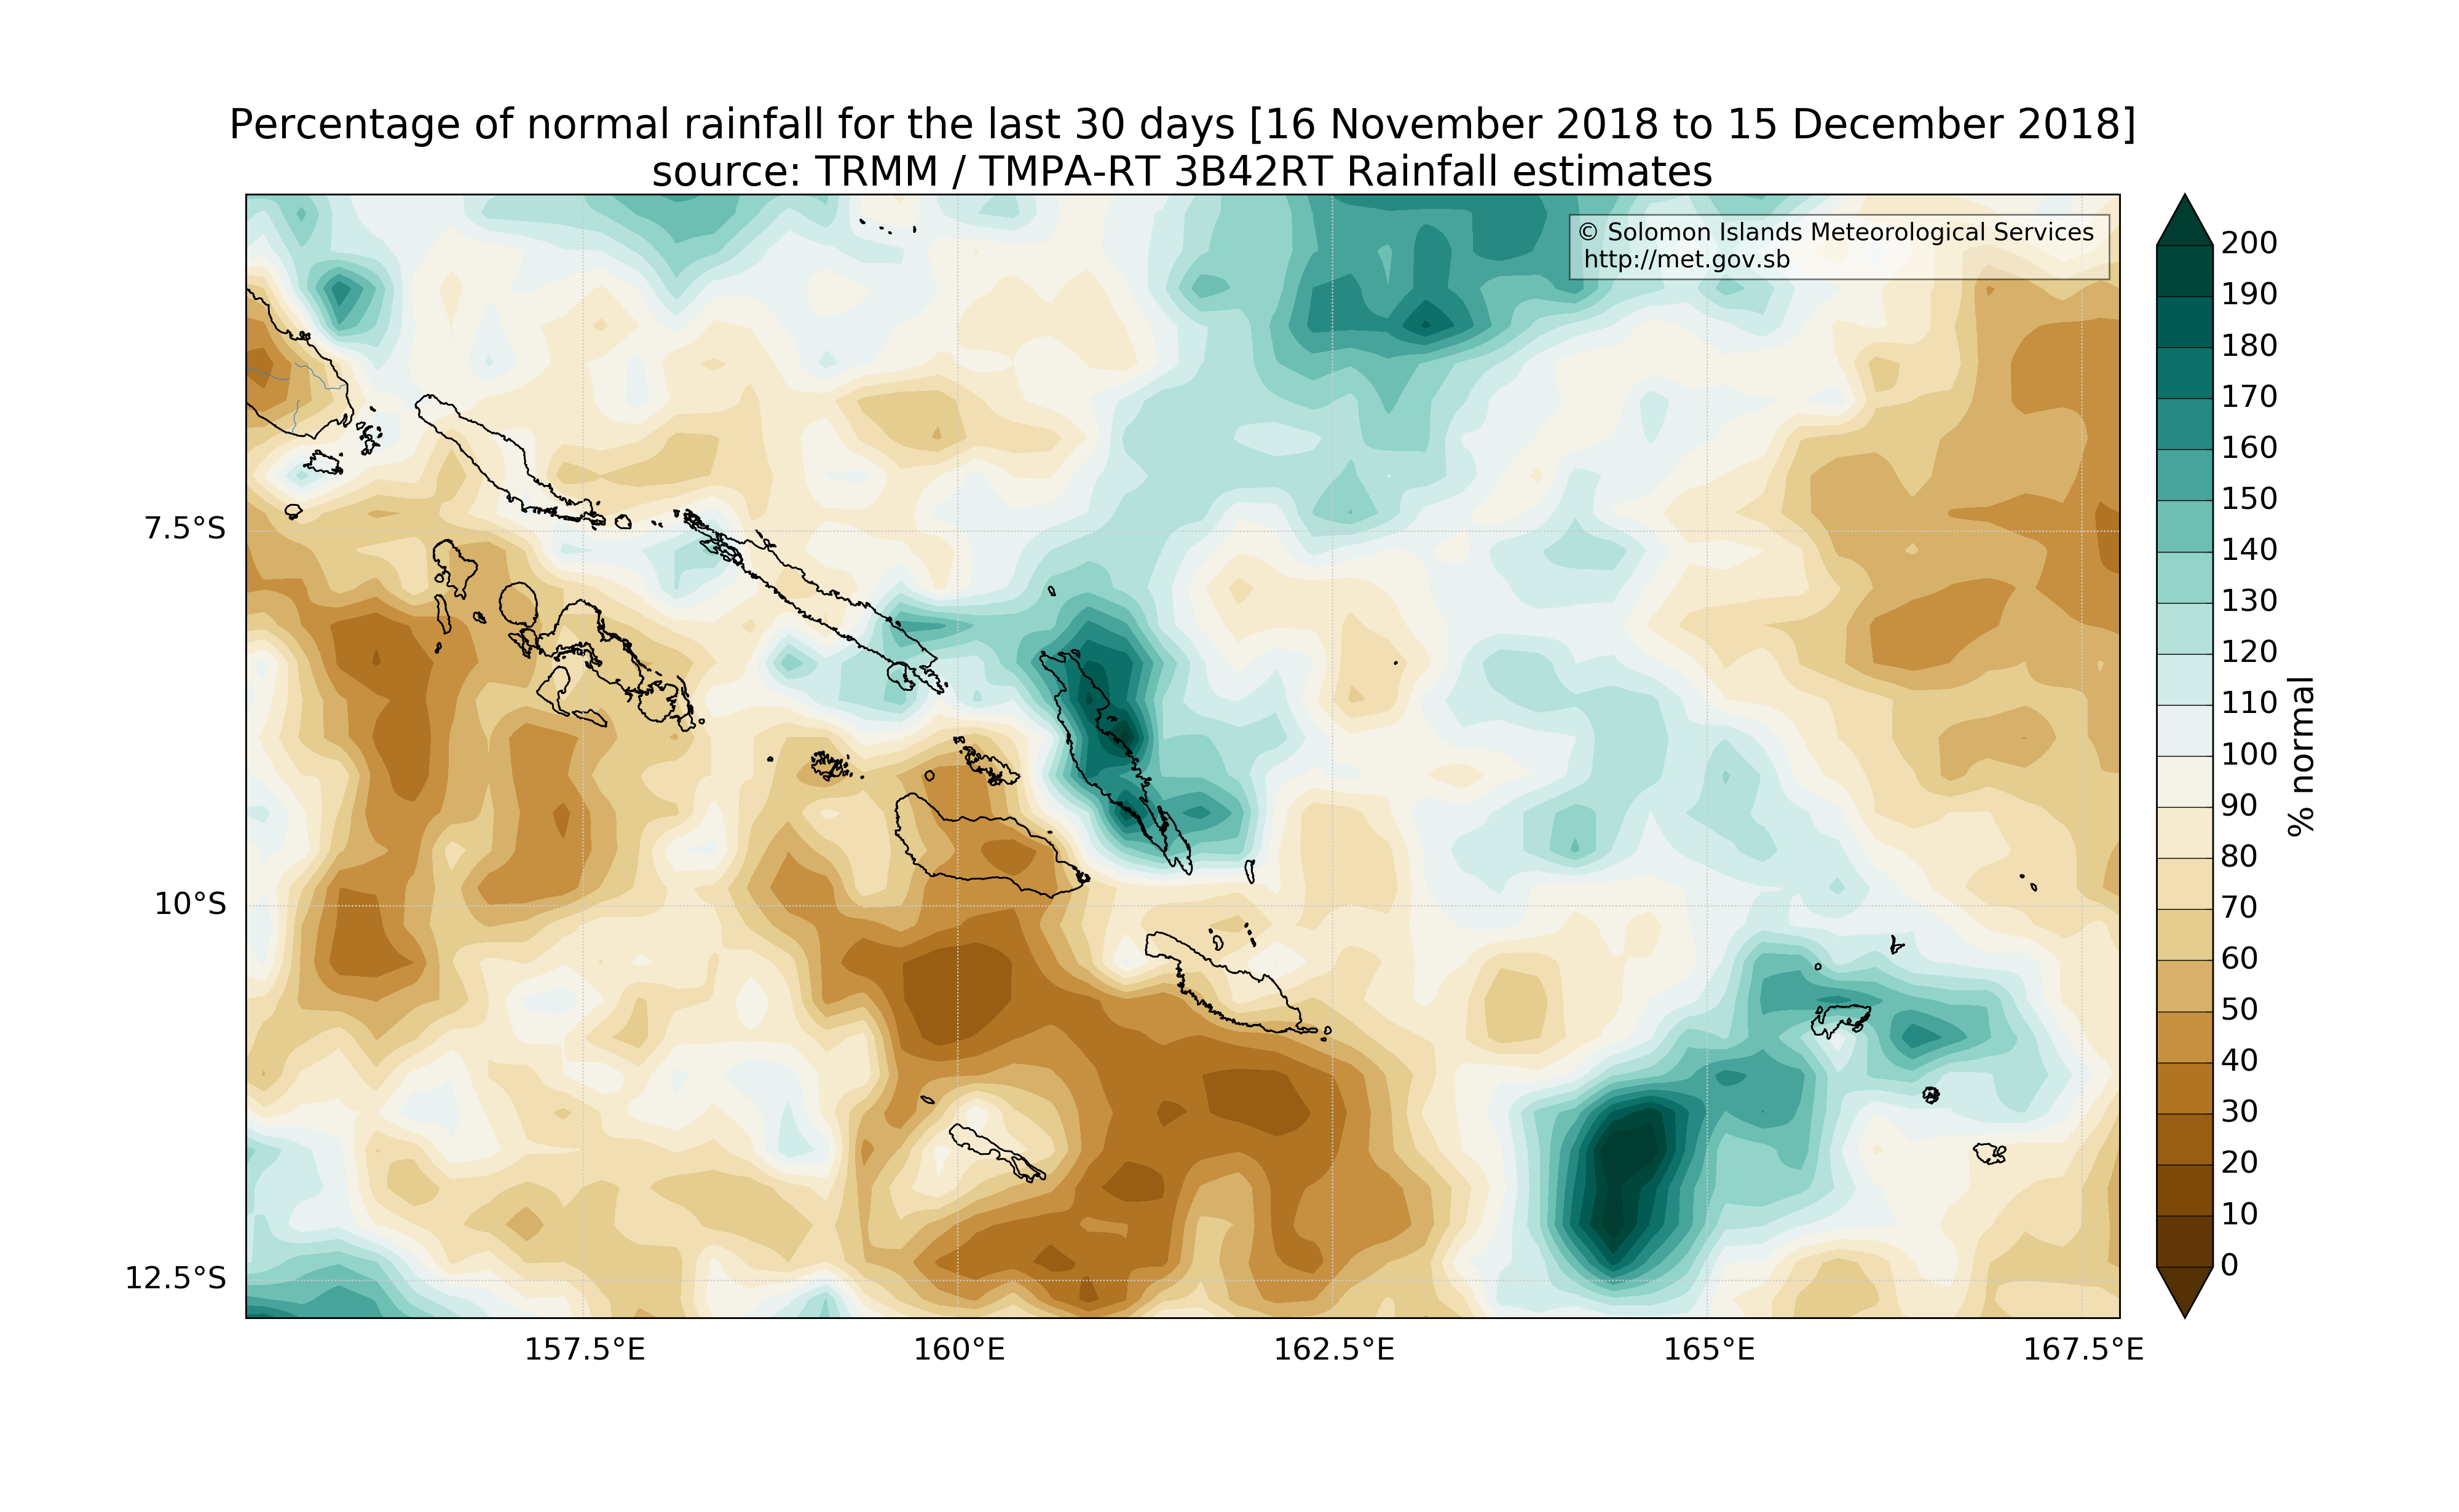 Percentage of normal rainfall for the last 30 days [16 November 2018 to 15 December 2018]
source: TRMM / TMPA-RT 3B42RT Rainfall estimates
© Solomon Islands Meteorological Services
http://met.gov.sb
7.5°S
10°S
12.5°S
157.5°E
160°E
162.5°E
165°E
167.5°E
200
190
180
170
160
150
140
130
120
110
100
90
80
70
60
50
40
30
20
10
0
% normal